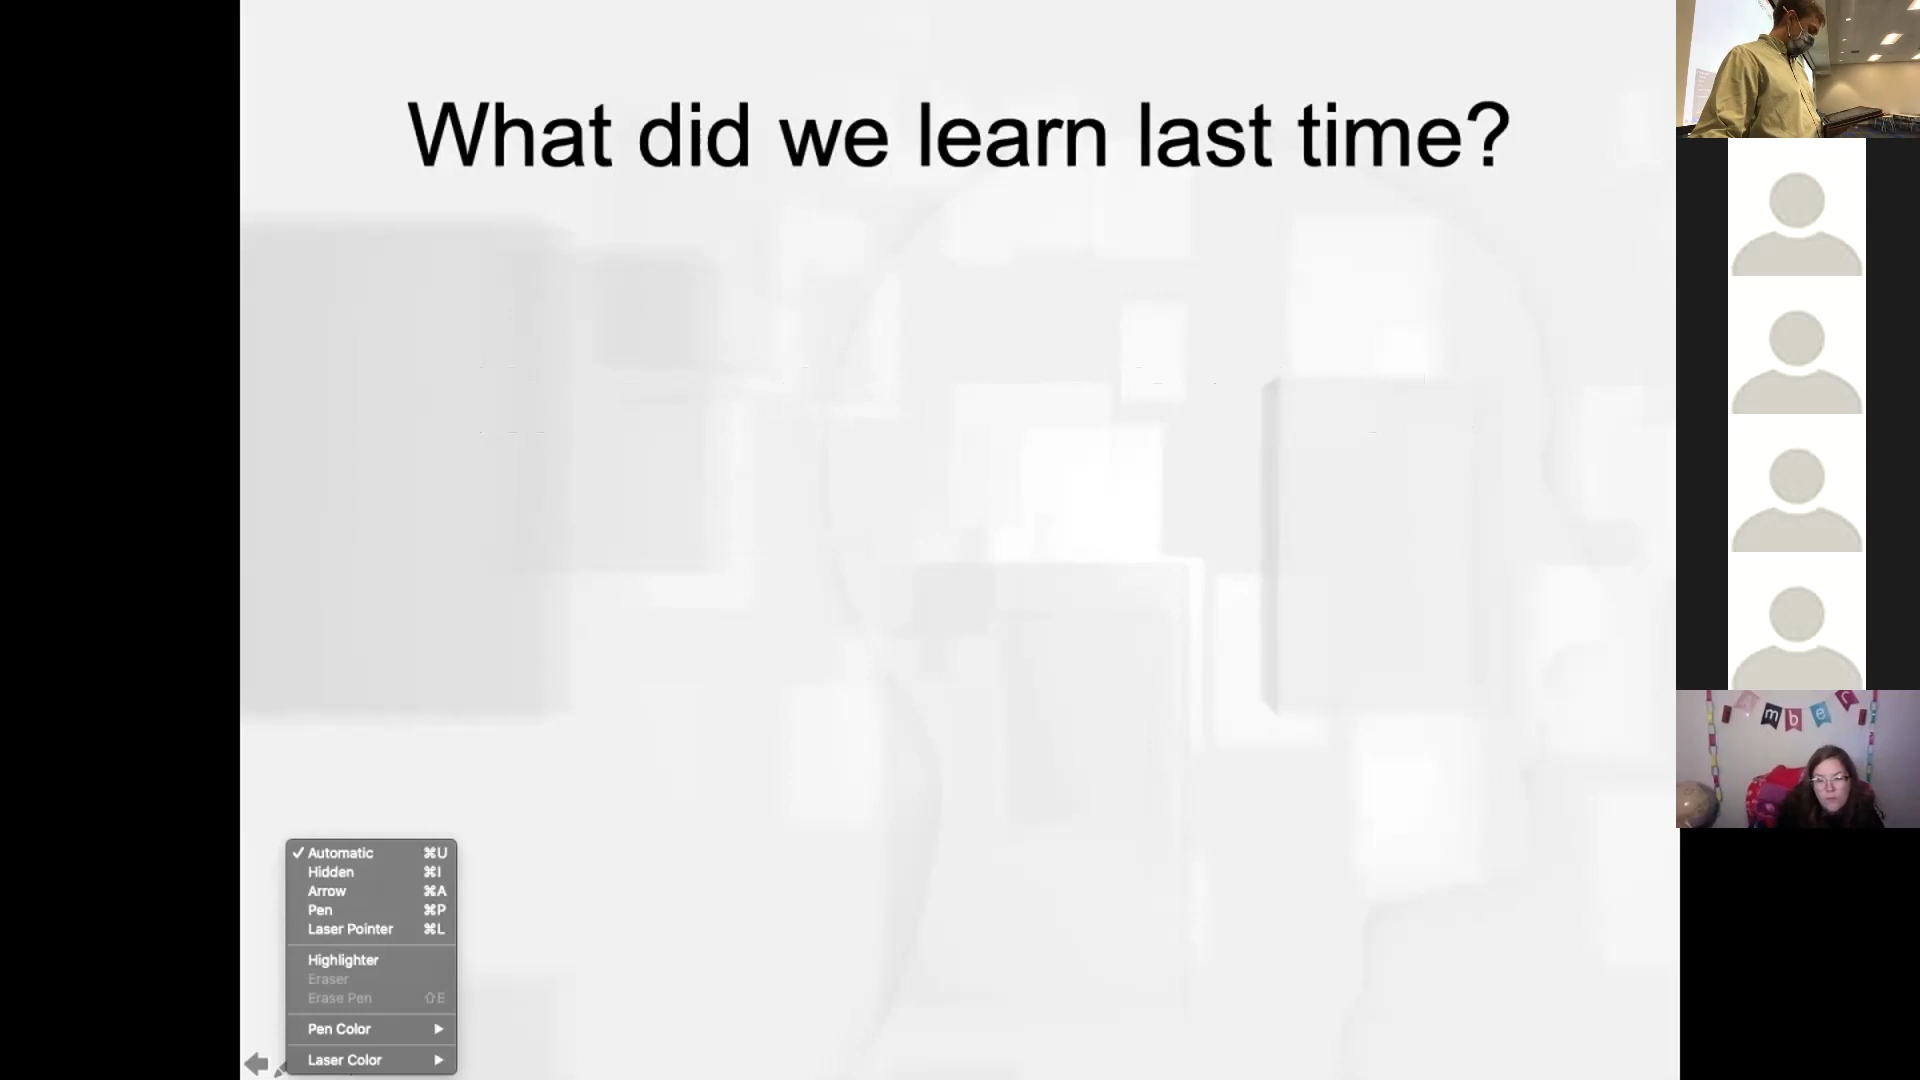 What did we learn last time?
✓ Automatic ⌘U
Hidden ⌘I
Arrow ⌘A
Pen ⌘P
Laser Pointer ⌘L
Highlighter
Eraser
Erase Pen ⇧E
Pen Color ▶
Laser Color ▶
m b e r